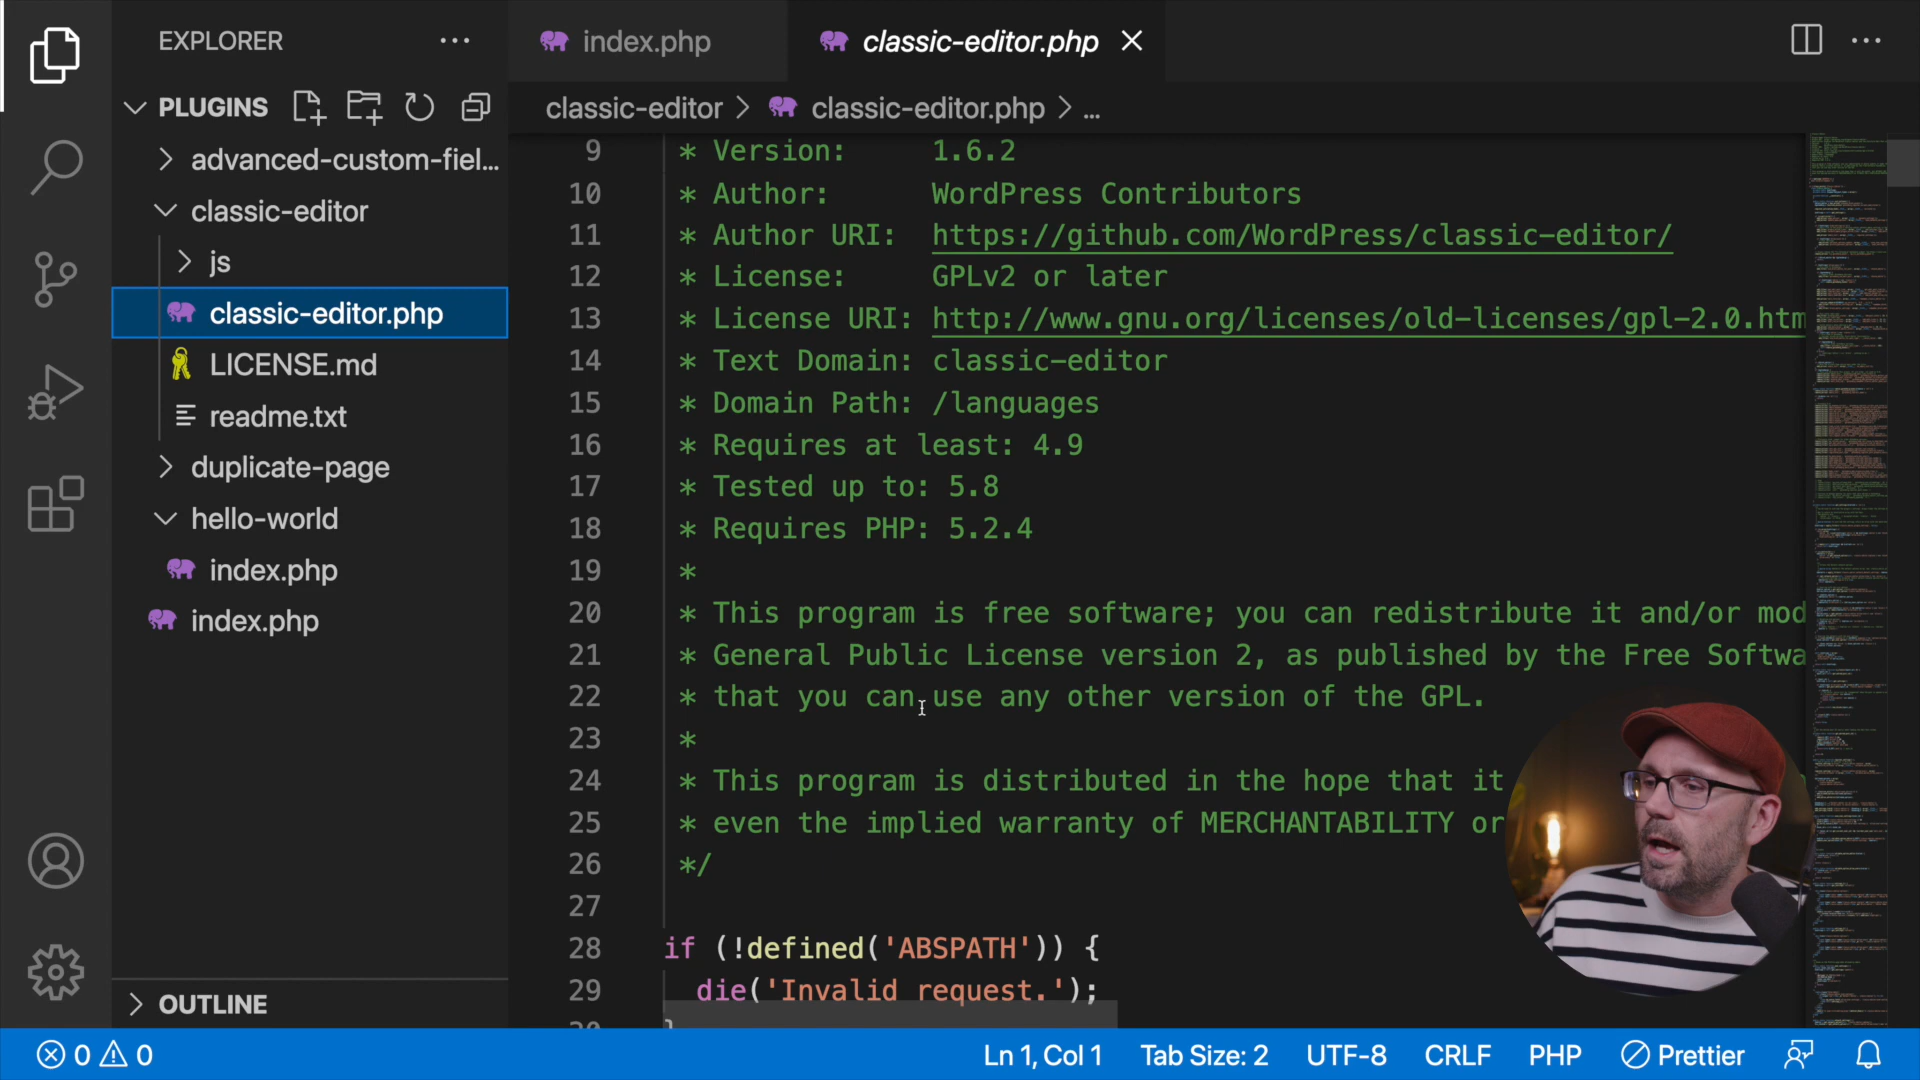 EXPLORER
index.php
classic-editor.php
PLUGINS
classic-editor > classic-editor.php > ...
advanced-custom-fiel...
classic-editor
js
classic-editor.php
LICENSE.md
readme.txt
duplicate-page
hello-world
index.php
index.php
OUTLINE
9 * Version: 1.6.2
10 * Author: WordPress Contributors
11 * Author URI: https://github.com/WordPress/classic-editor/
12 * License: GPLv2 or later
13 * License URI: http://www.gnu.org/licenses/old-licenses/gpl-2.0.htm
14 * Text Domain: classic-editor
15 * Domain Path: /languages
16 * Requires at least: 4.9
17 * Tested up to: 5.8
18 * Requires PHP: 5.2.4
19 *
20 * This program is free software; you can redistribute it and/or mod
21 * General Public License version 2, as published by the Free Softwa
22 * that you can use any other version of the GPL.
23 *
24 * This program is distributed in the hope that it
25 * even the implied warranty of MERCHANTABILITY or
26 */
27
28 if (!defined('ABSPATH')) {
29 die('Invalid request.');
30 }
0 0
Ln 1, Col 1
Tab Size: 2
UTF-8
CRLF
PHP
Prettier